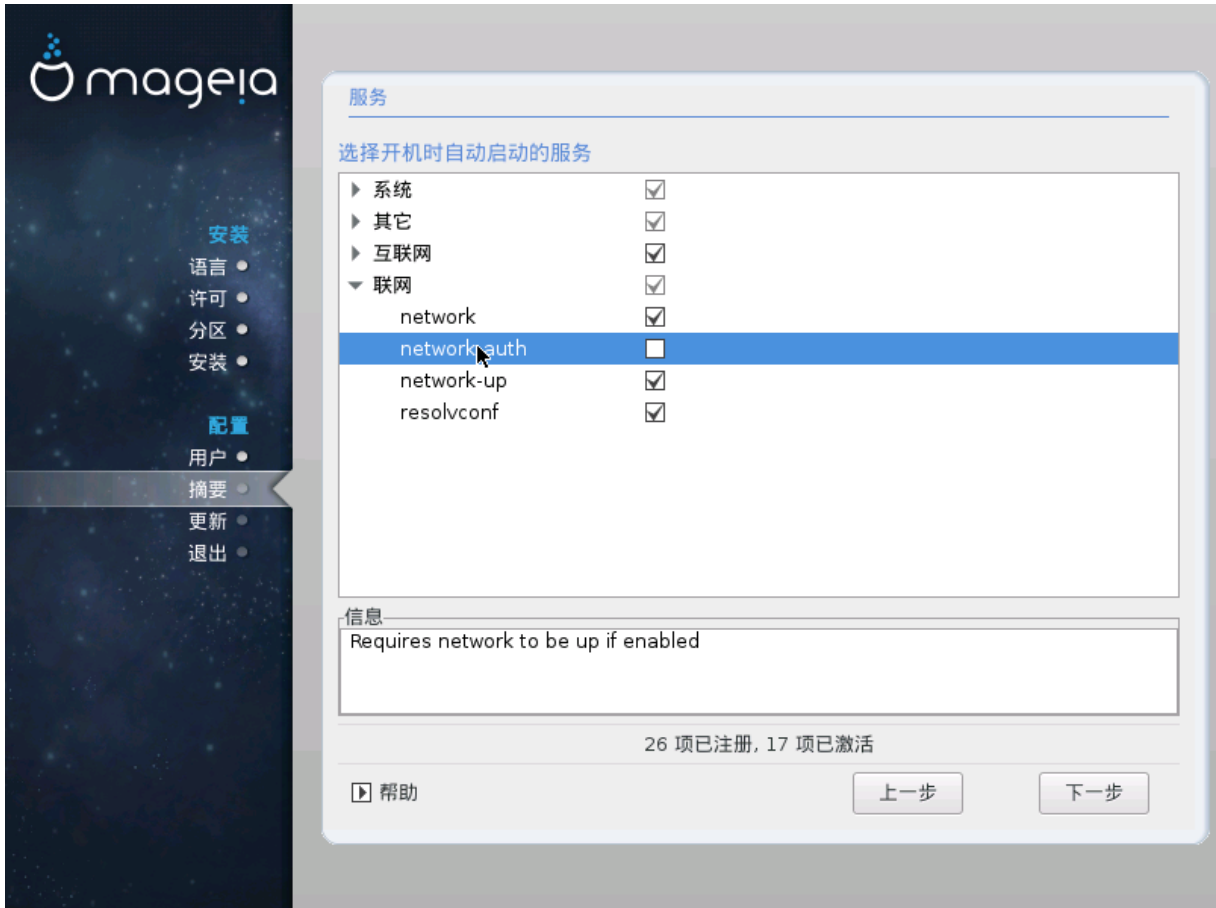 mageia
安装
语言
许可
分区
安装
配置
用户
摘要
更新
退出
服务
选择开机时自动启动的服务
系统
其它
互联网
联网
network
network-auth
network-up
resolvconf
信息
Requires network to be up if enabled
26 项已注册, 17 项已激活
帮助
上一步
下一步